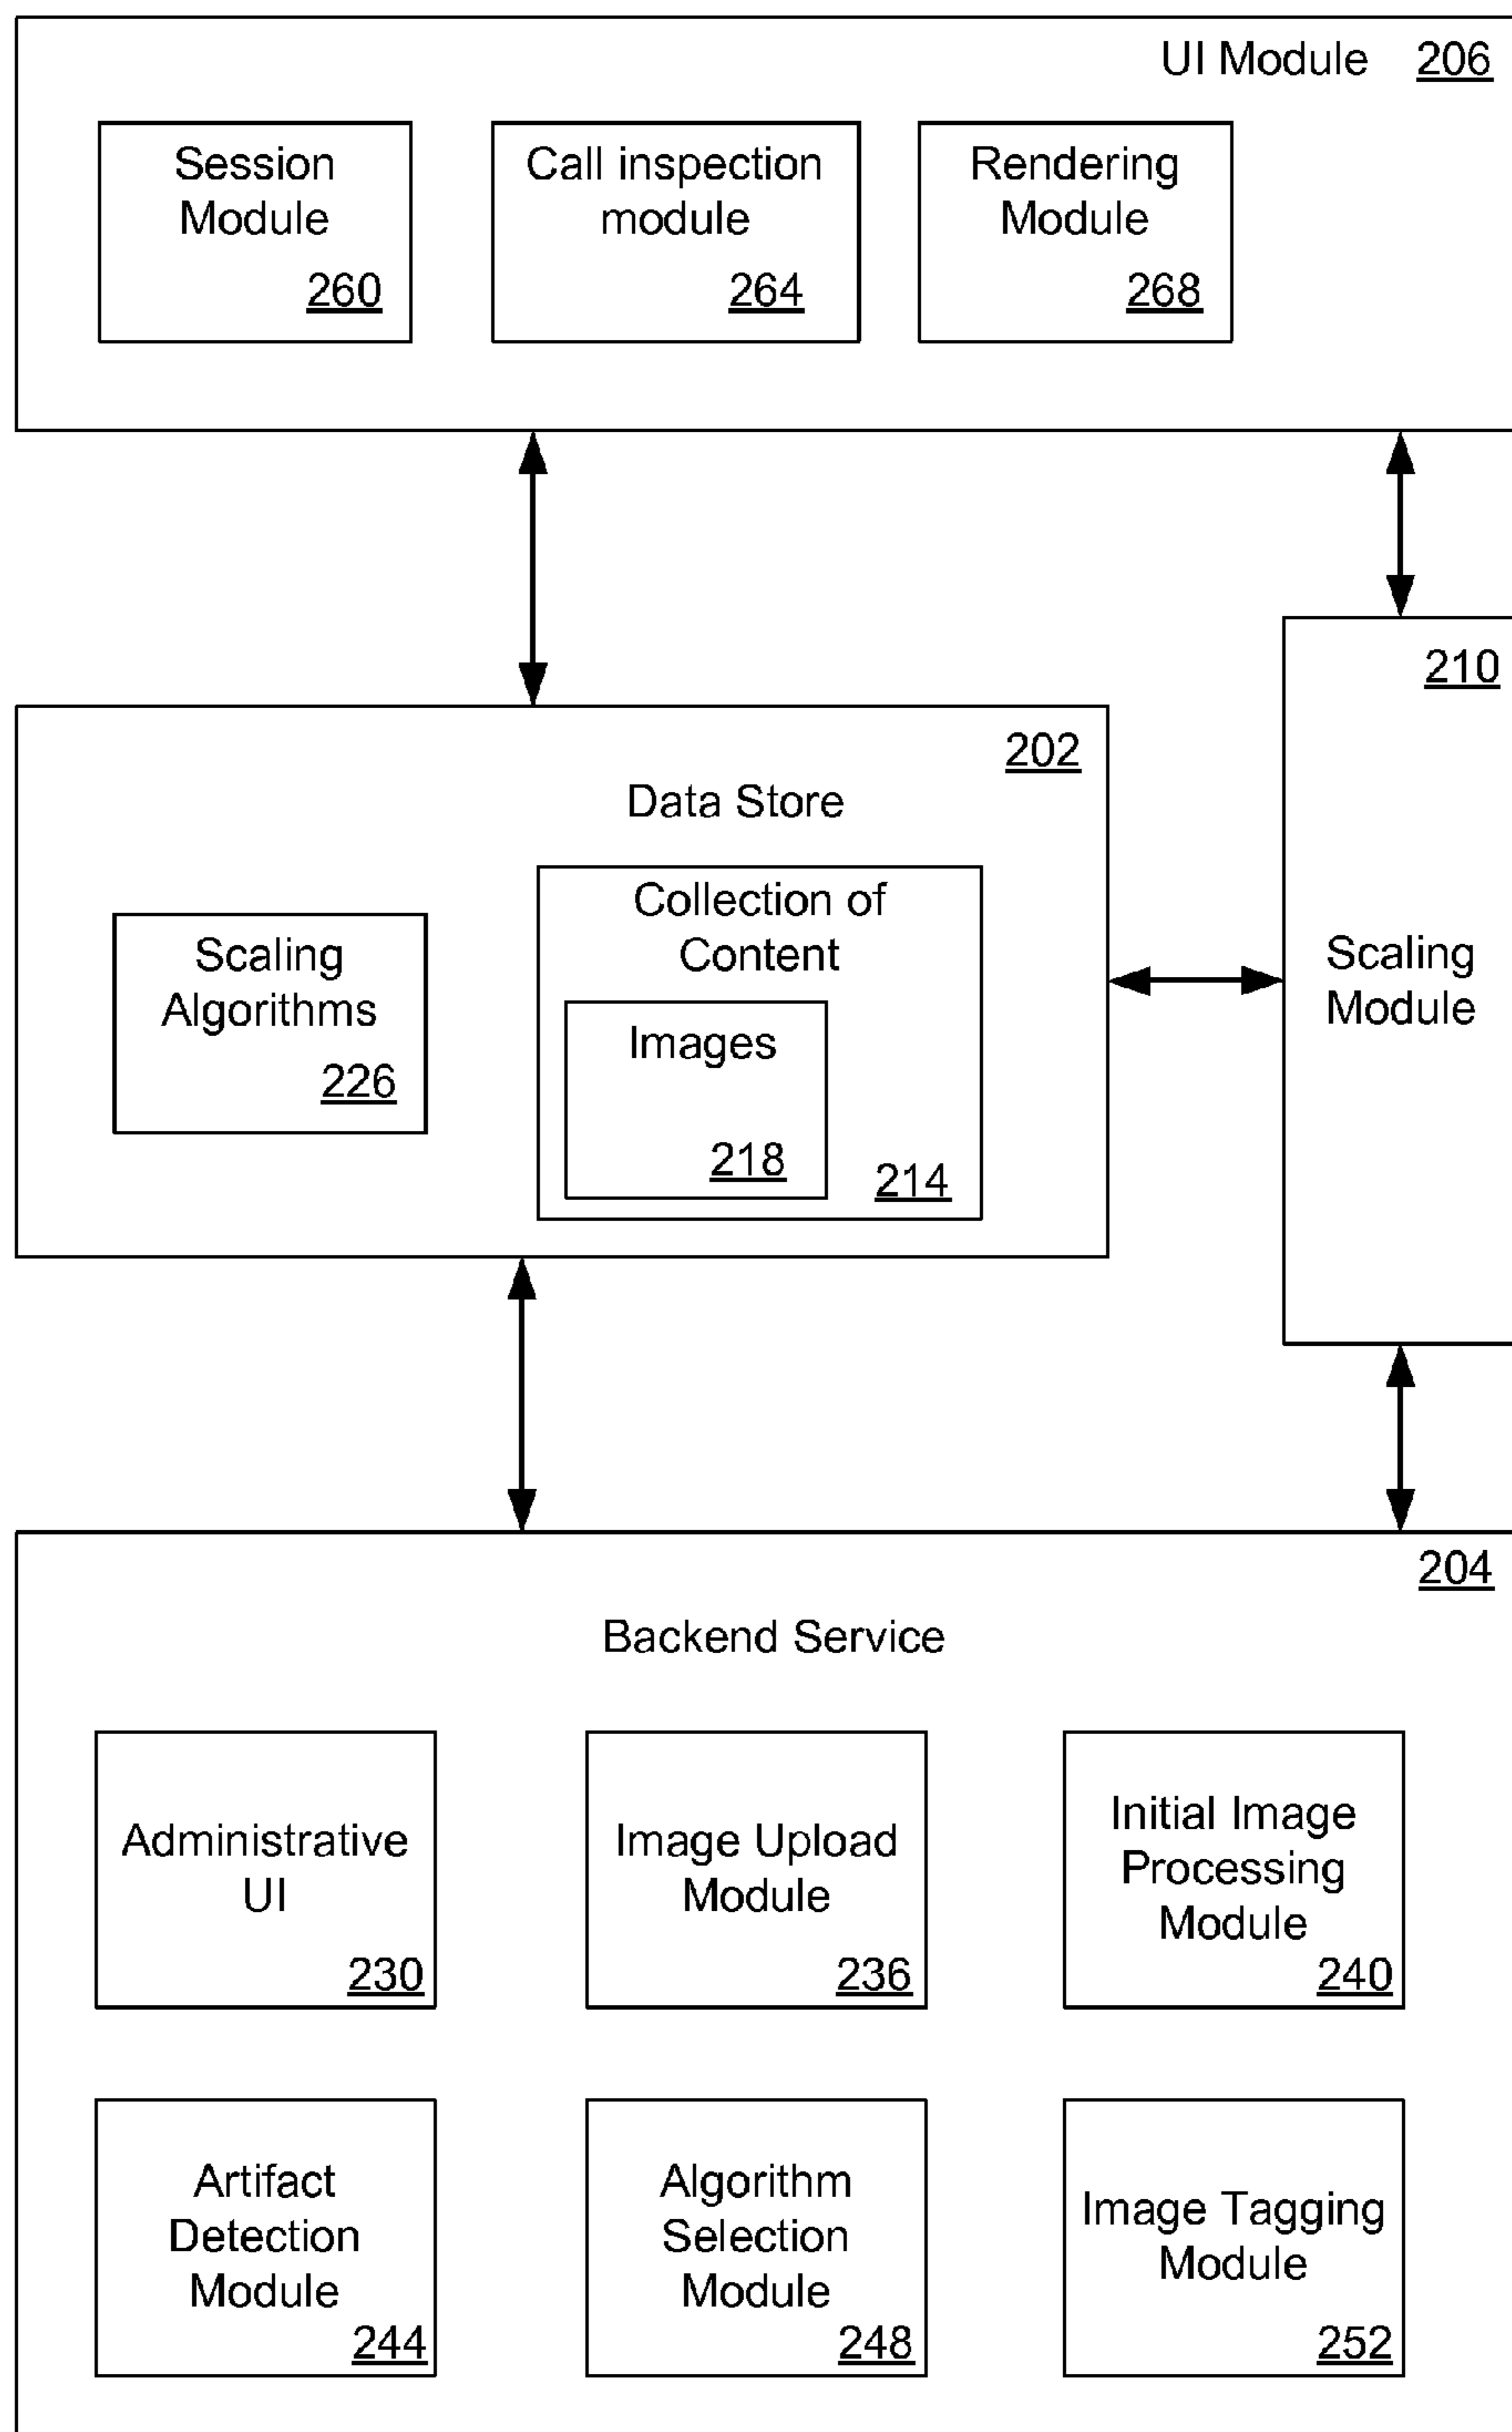 UI Module 206
Session
Module
260
Call inspection
module
264
Rendering
Module
268
210
Scaling
Module
202
Data Store
Scaling
Algorithms
226
Collection of
Content
Images
218
214
204
Backend Service
Administrative
UI
230
Image Upload
Module
236
Initial Image
Processing
Module
240
Artifact
Detection
Module
244
Algorithm
Selection
Module
248
Image Tagging
Module
252